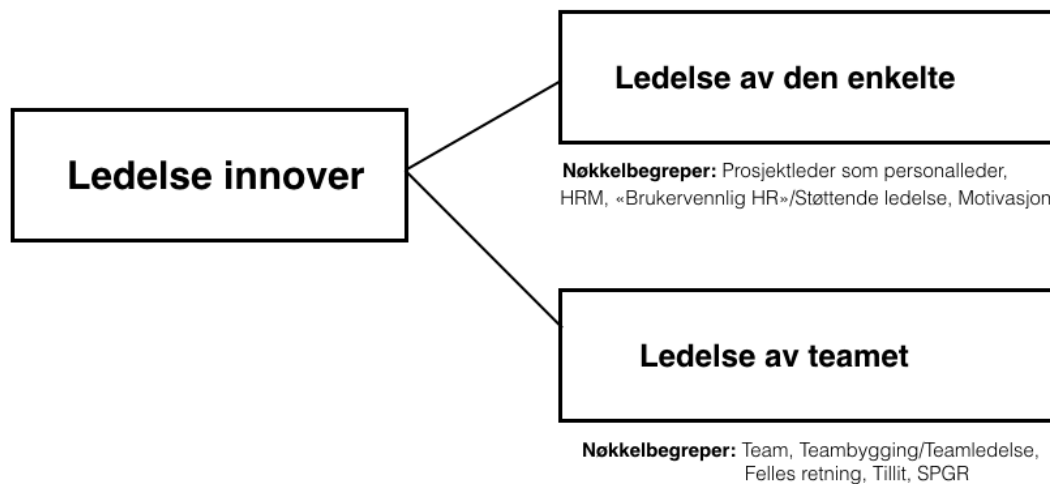 Ledelse av den enkelte
Ledelse innover
Nøkkelbegreper: Prosjektleder som personalleder,
HRM, «Brukervennlig HR»/Støttende ledelse, Motivasjon
Ledelse av teamet
Nøkkelbegreper: Team, Teambygging/Teamledelse,
Felles retning, Tillit, SPGR